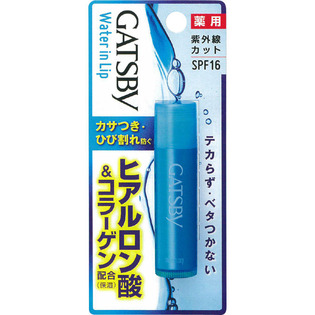 GATSBY
Water in Lip
薬用
紫外線
カット
SPF16
カサつき・
ひび割れ防ぐ
ヒアルロン酸
&コラーゲン
配合
(保湿)
テカらず・ベタつかない
GATSBY